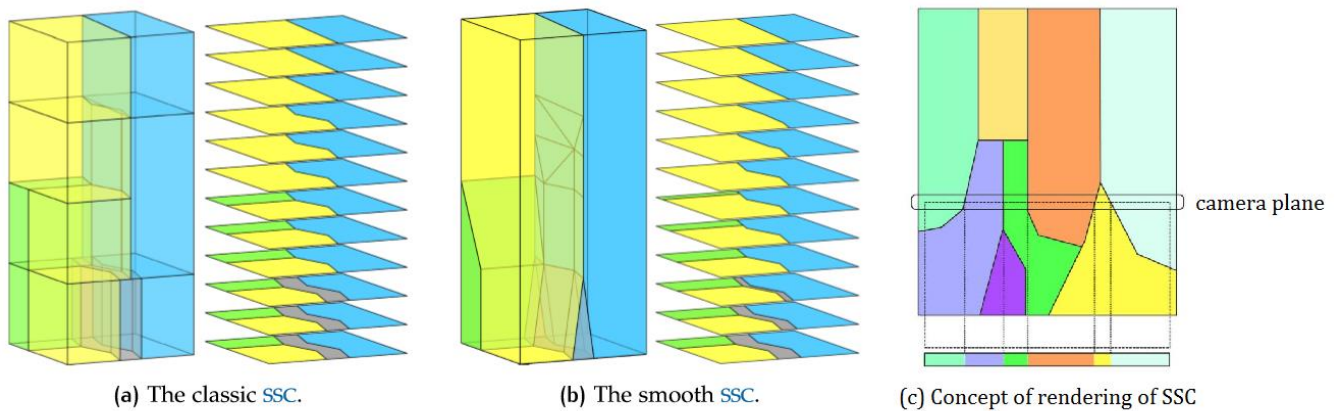 camera plane
(a) The classic SSC.
(b) The smooth SSC.
(c) Concept of rendering of SSC